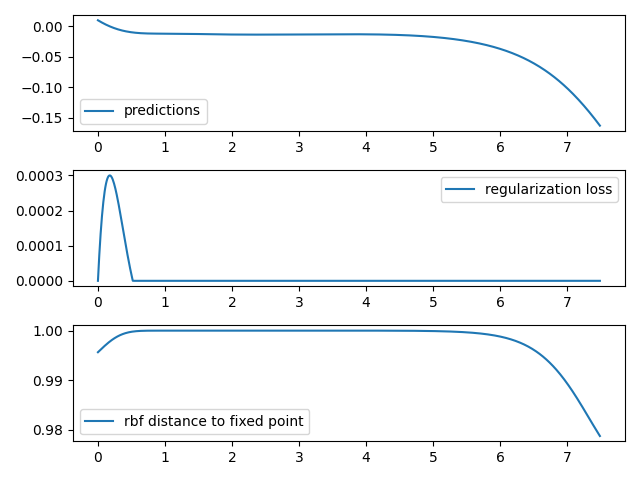 0.00
−0.05
−0.10
−0.15
predictions
0 1 2 3 4 5 6 7
0.0003
0.0002
0.0001
0.0000
regularization loss
0 1 2 3 4 5 6 7
1.00
0.99
0.98
rbf distance to fixed point
0 1 2 3 4 5 6 7